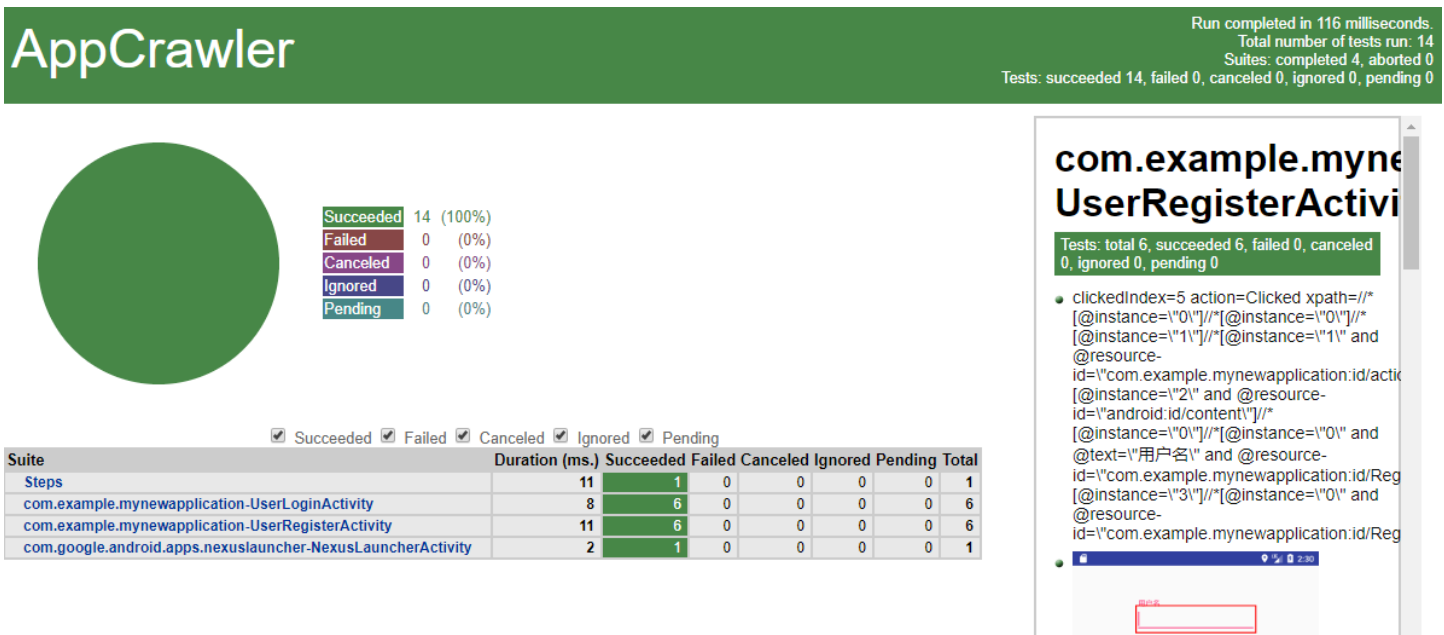 AppCrawler
Run completed in 116 milliseconds.
Total number of tests run: 14
Suites: completed 4, aborted 0
Tests: succeeded 14, failed 0, canceled 0, ignored 0, pending 0
Succeeded 14 (100%)
Failed 0 (0%)
Canceled 0 (0%)
Ignored 0 (0%)
Pending 0 (0%)
Succeeded Failed Canceled Ignored Pending
Suite Duration (ms.) Succeeded Failed Canceled Ignored Pending Total
Steps 11 1 0 0 0 0 1
com.example.mynewapplication-UserLoginActivity 8 6 0 0 0 0 6
com.example.mynewapplication-UserRegisterActivity 11 6 0 0 0 0 6
com.google.android.apps.nexuslauncher-NexusLauncherActivity 2 1 0 0 0 0 1
com.example.myne
UserRegisterActivi
Tests: total 6, succeeded 6, failed 0, canceled
0, ignored 0, pending 0
clickedIndex=5 action=Clicked xpath=//*
[@instance=\"0\"]//*[@instance=\"0\"]//*
[@instance=\"1\"]//*[@instance=\"1\" and
@resource-
id=\"com.example.mynewapplication:id/actic
[@instance=\"2\" and @resource-
id=\"android:id/content\"]//*
[@instance=\"0\"]//*[@instance=\"0\" and
@text=\"用户名\" and @resource-
id=\"com.example.mynewapplication:id/Reg
[@instance=\"3\"]//*[@instance=\"0\" and
@resource-
id=\"com.example.mynewapplication:id/Reg
2:30
用户名